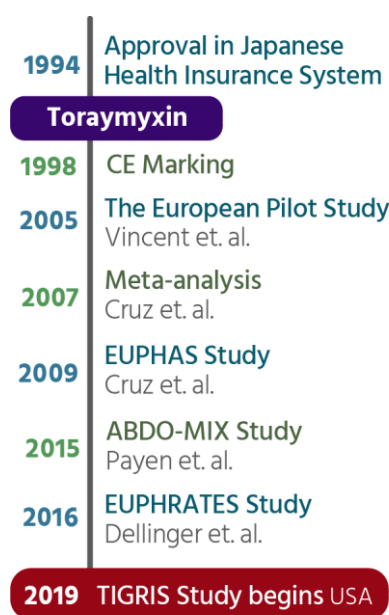 1994 Approval in Japanese
Health Insurance System
Toraymyxin
1998 CE Marking
2005 The European Pilot Study
Vincent et. al.
2007 Meta-analysis
Cruz et. al.
2009 EUPHAS Study
Cruz et. al.
2015 ABDO-MIX Study
Payen et. al.
2016 EUPHRATES Study
Dellinger et. al.
2019 TIGRIS Study begins USA